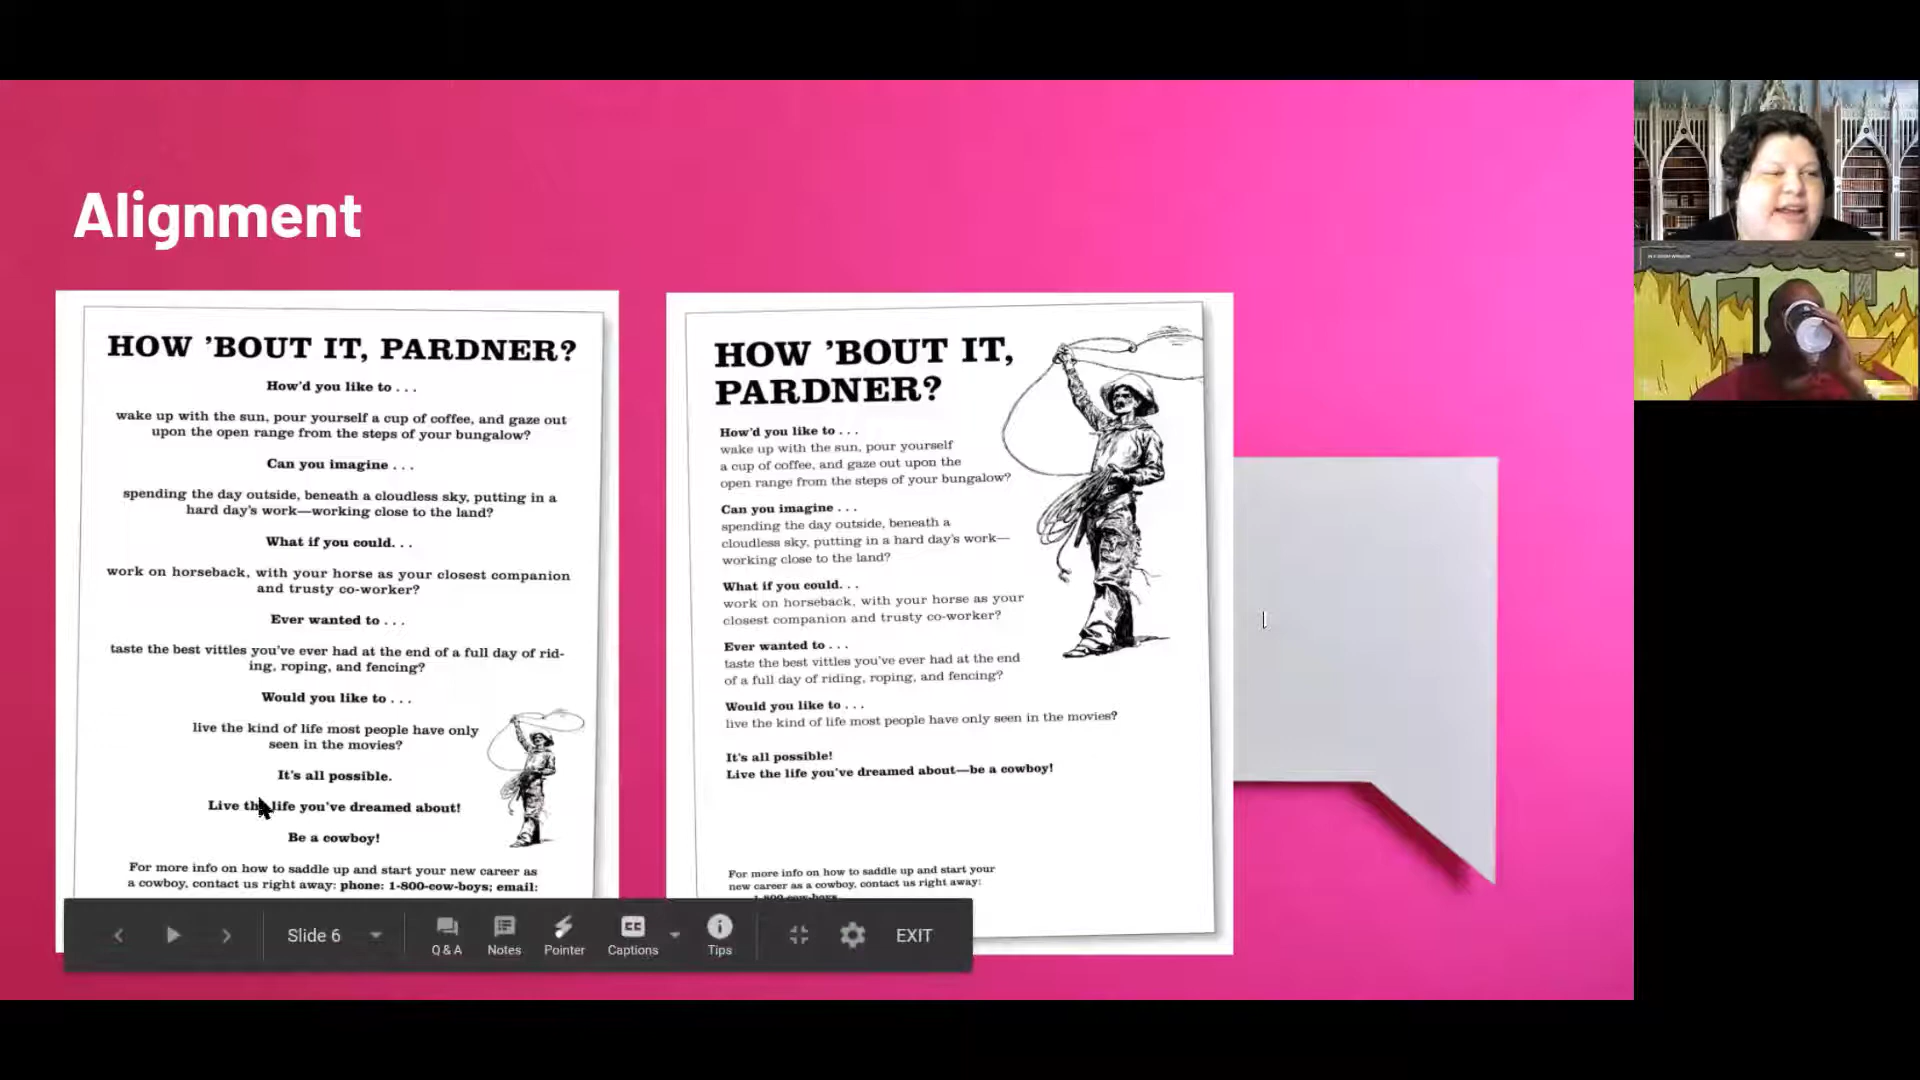 Alignment
HOW 'BOUT IT, PARDNER?
How'd you like to . . .
wake up with the sun, pour yourself a cup of coffee, and gaze out
upon the open range from the steps of your bungalow?
Can you imagine . . .
spending the day outside, beneath a cloudless sky, putting in a
hard day's work—working close to the land?
What if you could. . .
work on horseback, with your horse as your closest companion
and trusty co-worker?
Ever wanted to . . .
taste the best vittles you've ever had at the end of a full day of rid-
ing, roping, and fencing?
Would you like to . . .
live the kind of life most people have only
seen in the movies?
It's all possible.
Live the life you've dreamed about!
Be a cowboy!
For more info on how to saddle up and start your new career as
a cowboy, contact us right away: phone: 1-800-cow-boys; email:
HOW 'BOUT IT,
PARDNER?
How'd you like to . . .
wake up with the sun, pour yourself
a cup of coffee, and gaze out upon the
open range from the steps of your bungalow?
Can you imagine . . .
spending the day outside, beneath a
cloudless sky, putting in a hard day's work—
working close to the land?
What if you could. . .
work on horseback, with your horse as your
closest companion and trusty co-worker?
Ever wanted to . . .
taste the best vittles you've ever had at the end
of a full day of riding, roping, and fencing?
Would you like to . . .
live the kind of life most people have only seen in the movies?
It's all possible!
Live the life you've dreamed about—be a cowboy!
For more info on how to saddle up and start your
new career as a cowboy, contact us right away:
1-800-cow-boys
Slide 6
Q & A
Notes
Pointer
CC
Captions
Tips
EXIT